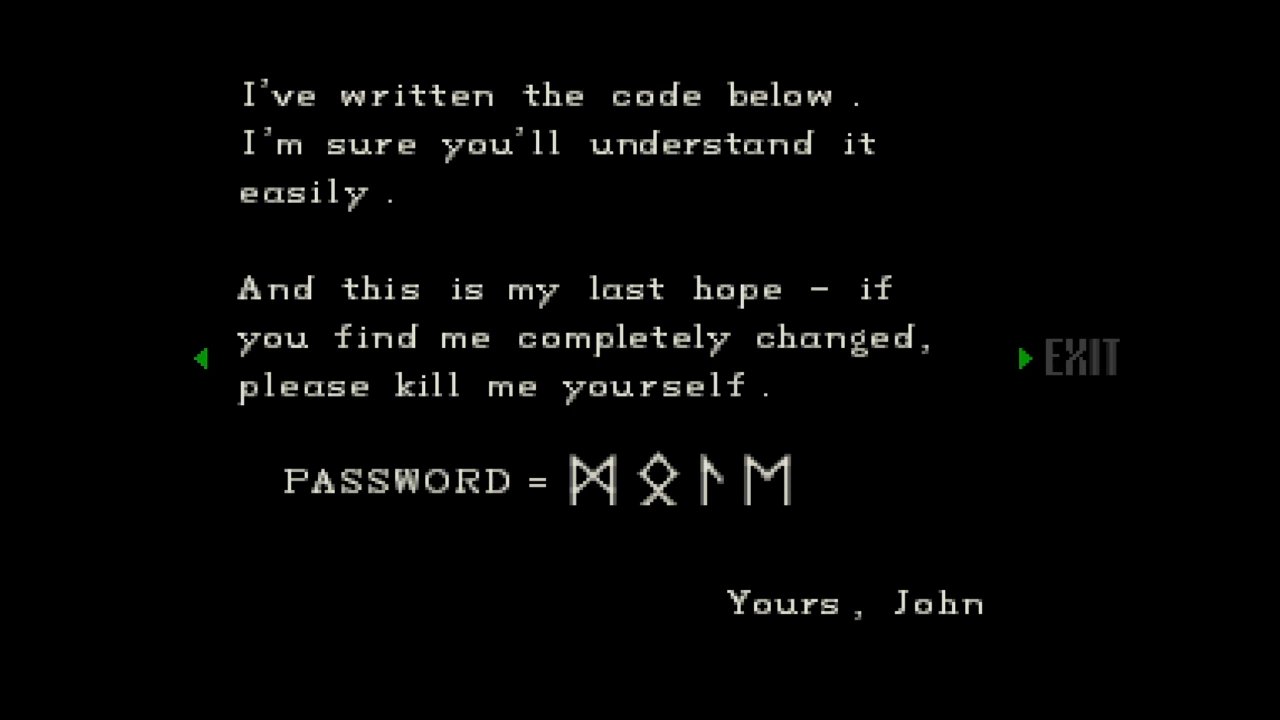 I've written the code below .
I'm sure you'll understand it
easily .
And this is my last hope - if
you find me completely changed,
please kill me yourself .
EXIT
PASSWORD = ᛗᛟᛚᛖ
Yours, John